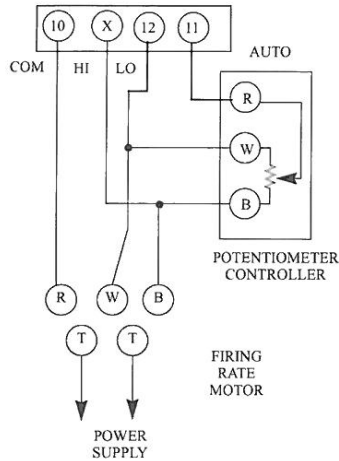 10 X 12 11
COM HI LO
AUTO
R
W
B
POTENTIOMETER
CONTROLLER
R W B
T T
FIRING
RATE
MOTOR
POWER
SUPPLY